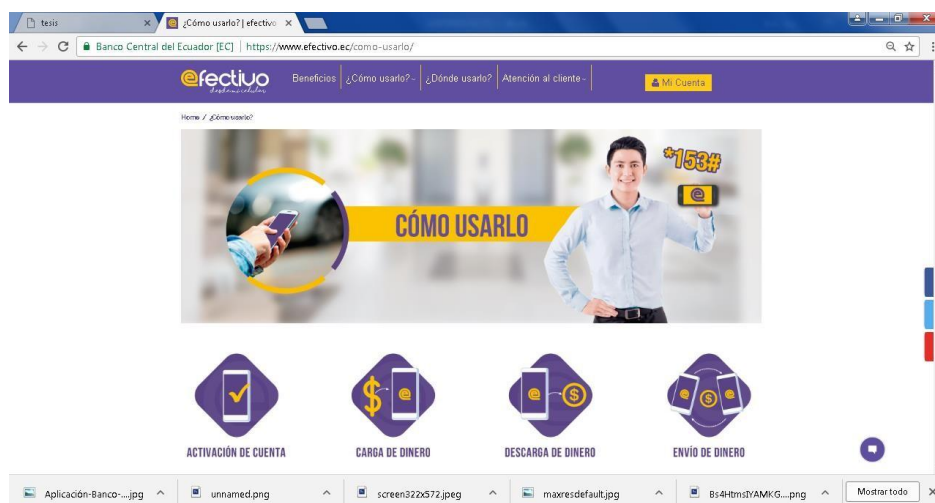 tesis
¿Cómo usarlo? | efectivo
Banco Central del Ecuador [EC] | https://www.efectivo.ec/como-usarlo/
efectivo
desde mi celular
Beneficios ¿Cómo usarlo? ¿Dónde usarlo? Atención al cliente Mi Cuenta
Home / ¿Cómo usarlo?
*153#
CÓMO USARLO
ACTIVACIÓN DE CUENTA CARGA DE DINERO DESCARGA DE DINERO ENVÍO DE DINERO
Aplicación-Banco-....jpg unnamed.png screen322x572.jpeg maxresdefault.jpg Bs4HtmsIYAMKG....png Mostrar todo